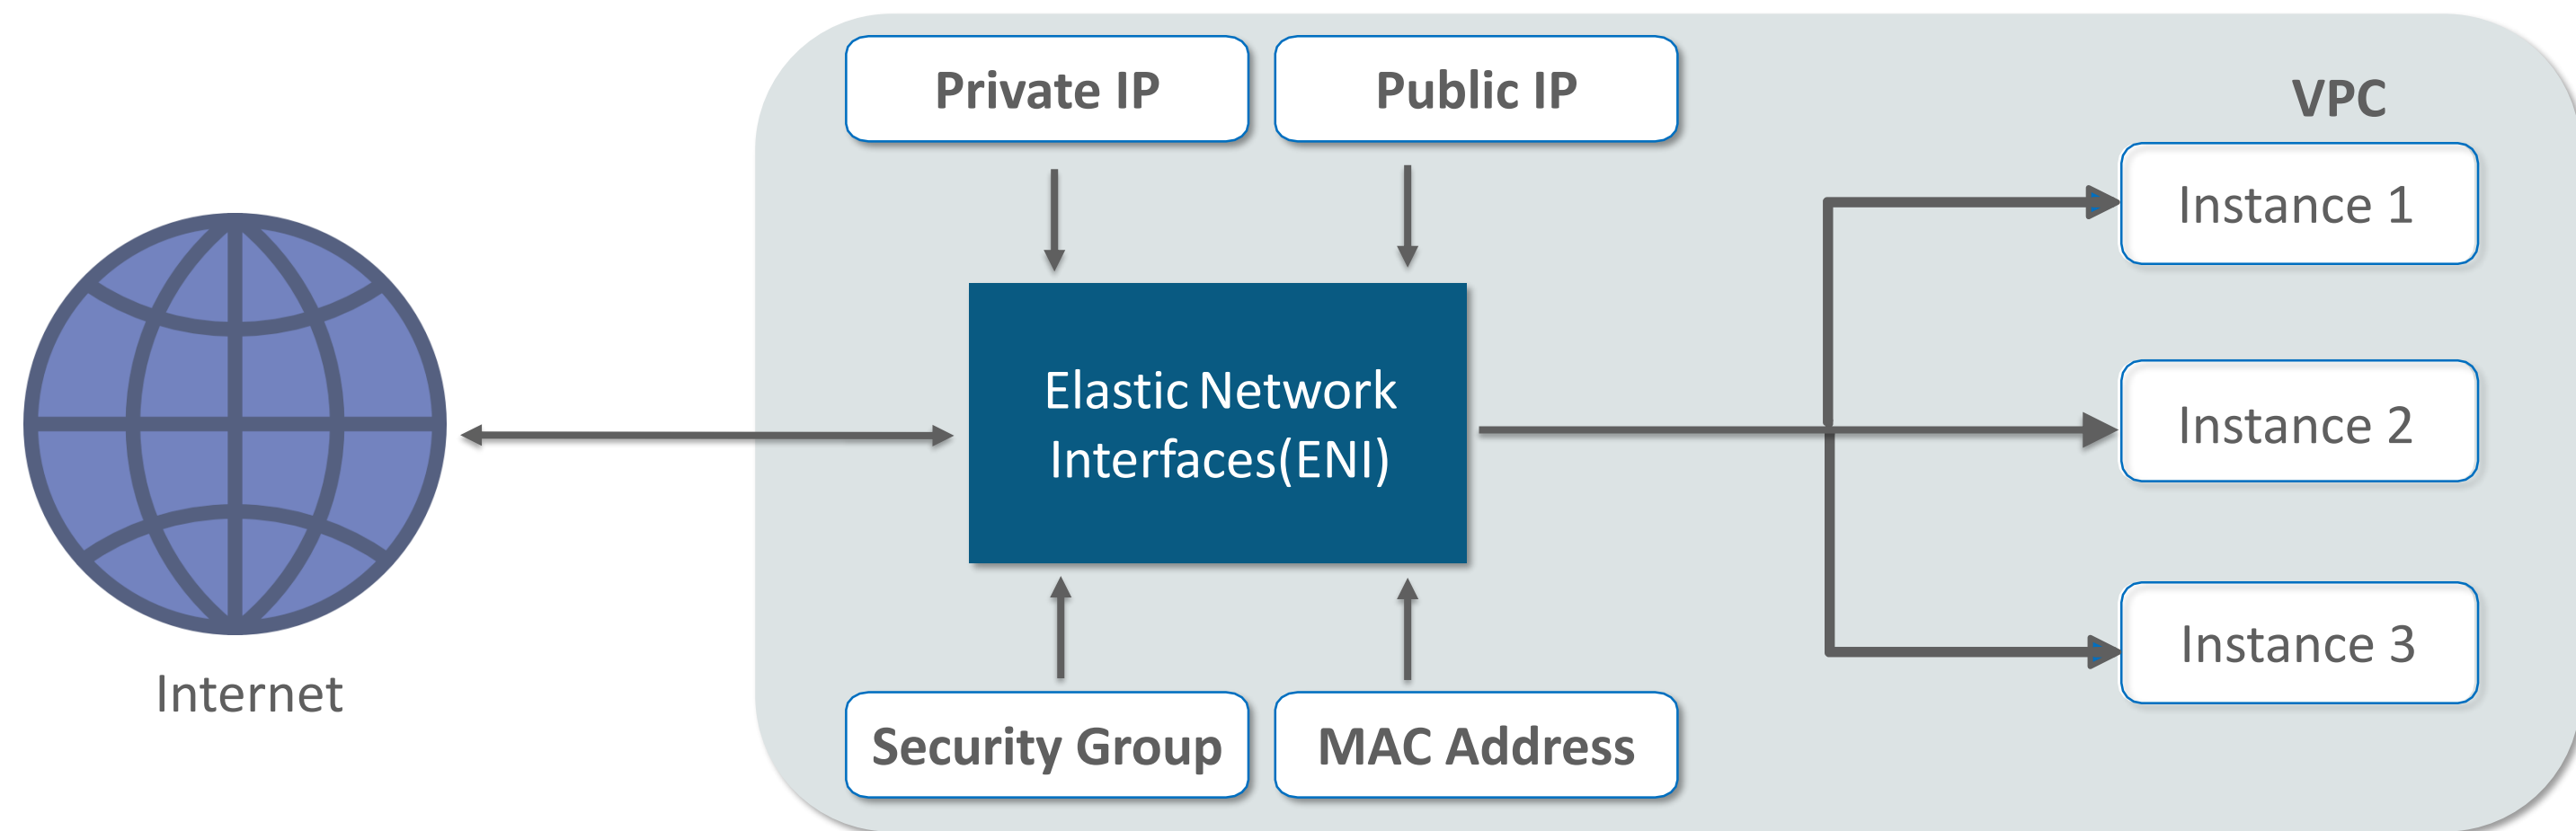 Private IP
Public IP
VPC
Instance 1
Elastic Network
Interfaces(ENI)
Instance 2
Instance 3
Internet
Security Group
MAC Address